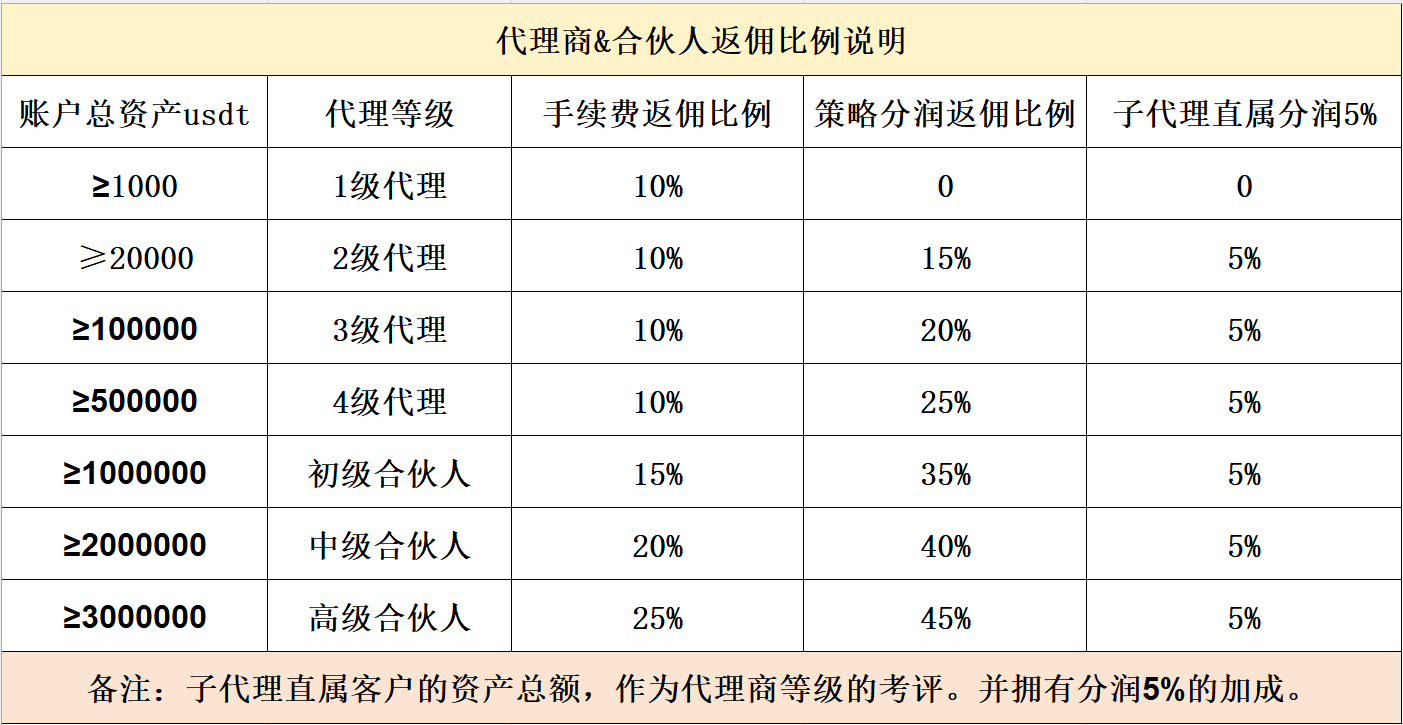 代理商&合伙人返佣比例说明
账户总资产usdt 代理等级 手续费返佣比例 策略分润返佣比例 子代理直属分润5%
≥1000 1级代理 10% 0 0
≥20000 2级代理 10% 15% 5%
≥100000 3级代理 10% 20% 5%
≥500000 4级代理 10% 25% 5%
≥1000000 初级合伙人 15% 35% 5%
≥2000000 中级合伙人 20% 40% 5%
≥3000000 高级合伙人 25% 45% 5%
备注：子代理直属客户的资产总额，作为代理商等级的考评。并拥有分润5%的加成。